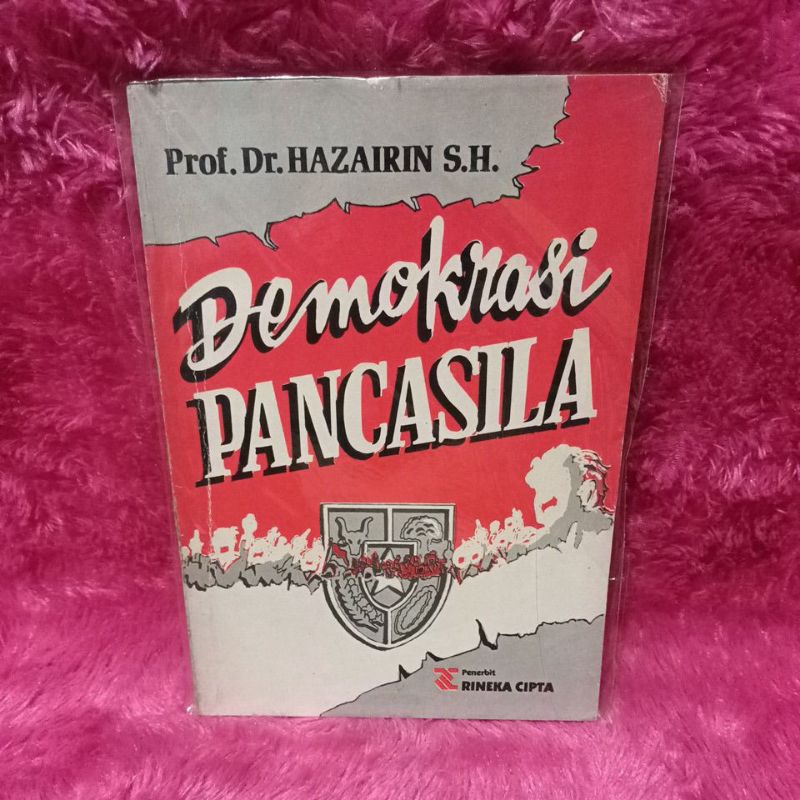 Prof. Dr. HAZAIRIN S.H.
Demokrasi
PANCASILA
Penerbit
RINEKA CIPTA